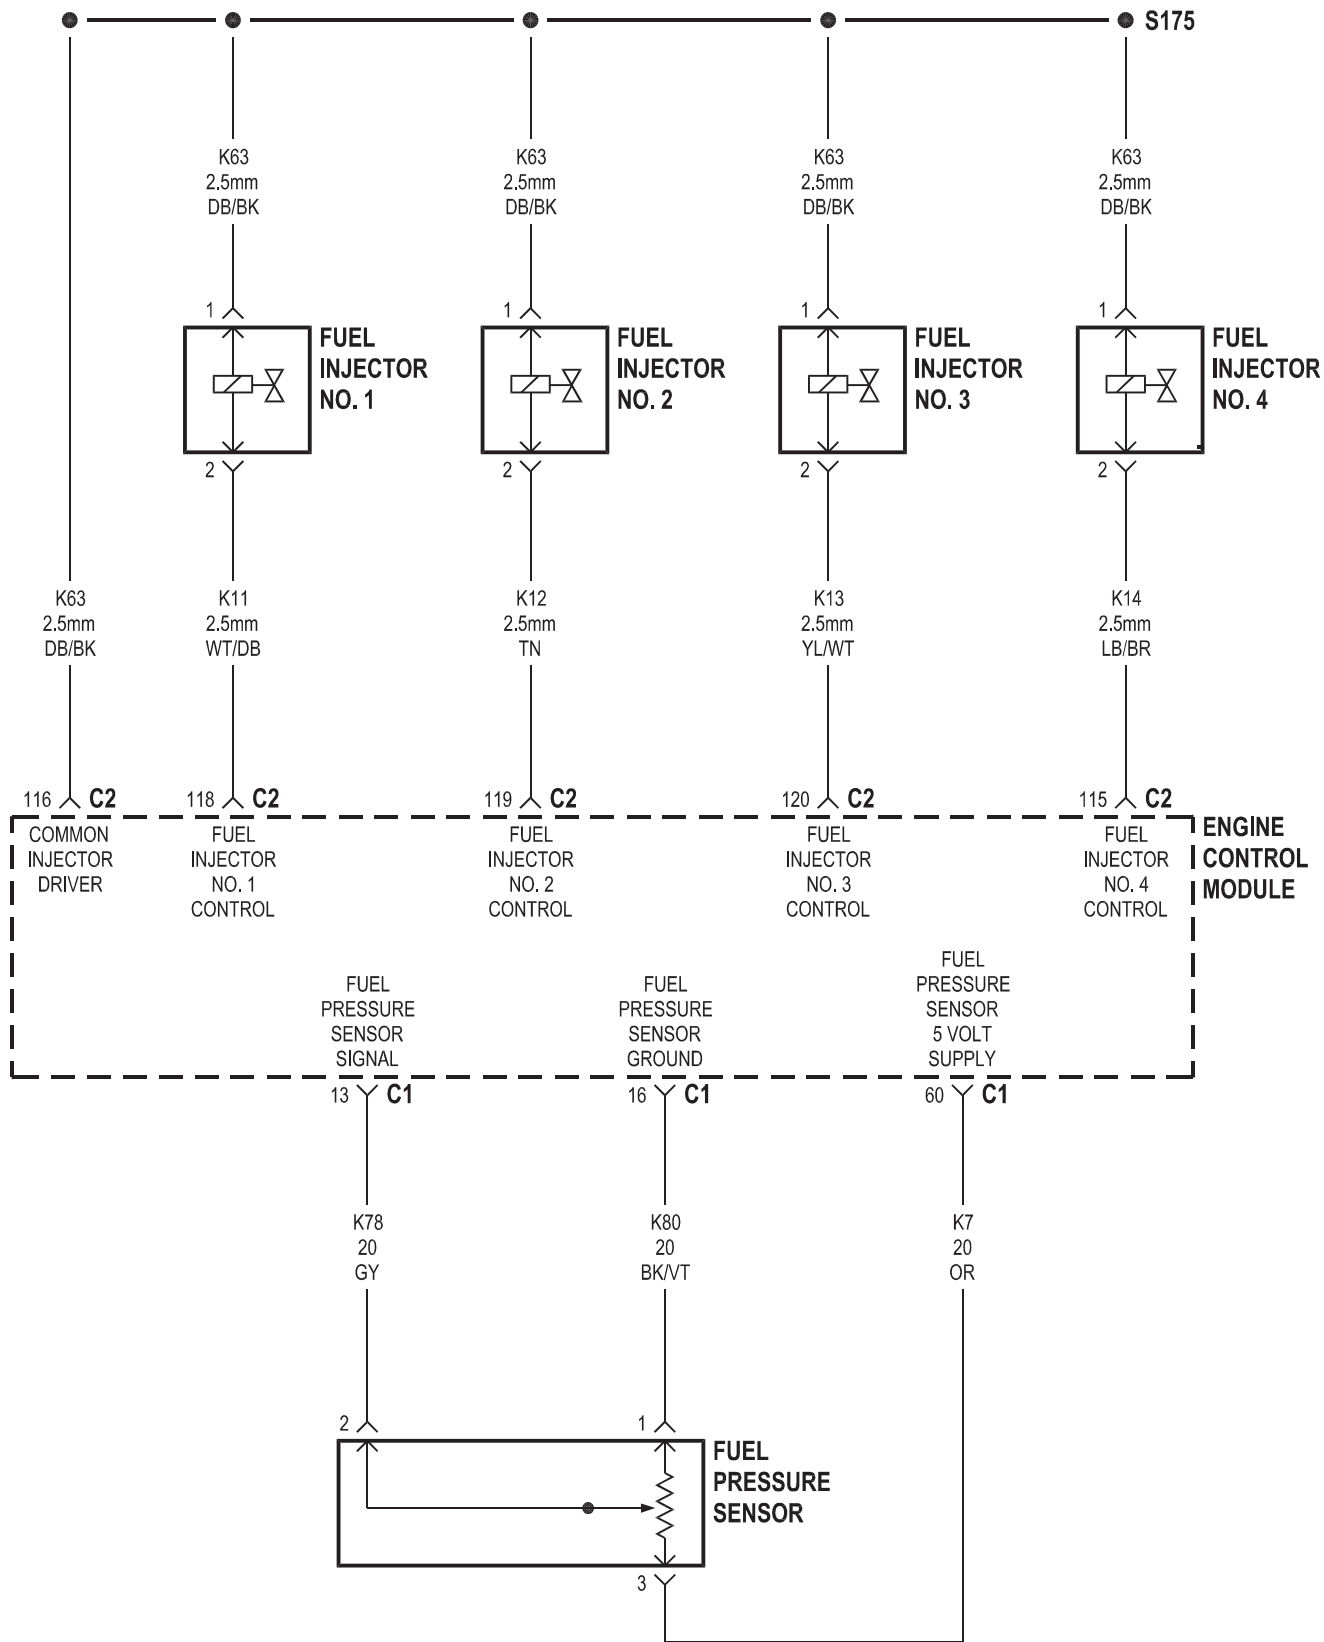 S175
K63
2.5mm
DB/BK
K63
2.5mm
DB/BK
K63
2.5mm
DB/BK
K63
2.5mm
DB/BK
1
FUEL
INJECTOR
NO. 1
2
1
FUEL
INJECTOR
NO. 2
2
1
FUEL
INJECTOR
NO. 3
2
1
FUEL
INJECTOR
NO. 4
2
K63
2.5mm
DB/BK
K11
2.5mm
WT/DB
K12
2.5mm
TN
K13
2.5mm
YL/WT
K14
2.5mm
LB/BR
116 C2
118 C2
119 C2
120 C2
115 C2
COMMON
INJECTOR
DRIVER
FUEL
INJECTOR
NO. 1
CONTROL
FUEL
INJECTOR
NO. 2
CONTROL
FUEL
INJECTOR
NO. 3
CONTROL
FUEL
INJECTOR
NO. 4
CONTROL
ENGINE
CONTROL
MODULE
FUEL
PRESSURE
SENSOR
SIGNAL
FUEL
PRESSURE
SENSOR
GROUND
FUEL
PRESSURE
SENSOR
5 VOLT
SUPPLY
13 C1
16 C1
60 C1
K78
20
GY
K80
20
BK/VT
K7
20
OR
2
1
FUEL
PRESSURE
SENSOR
3